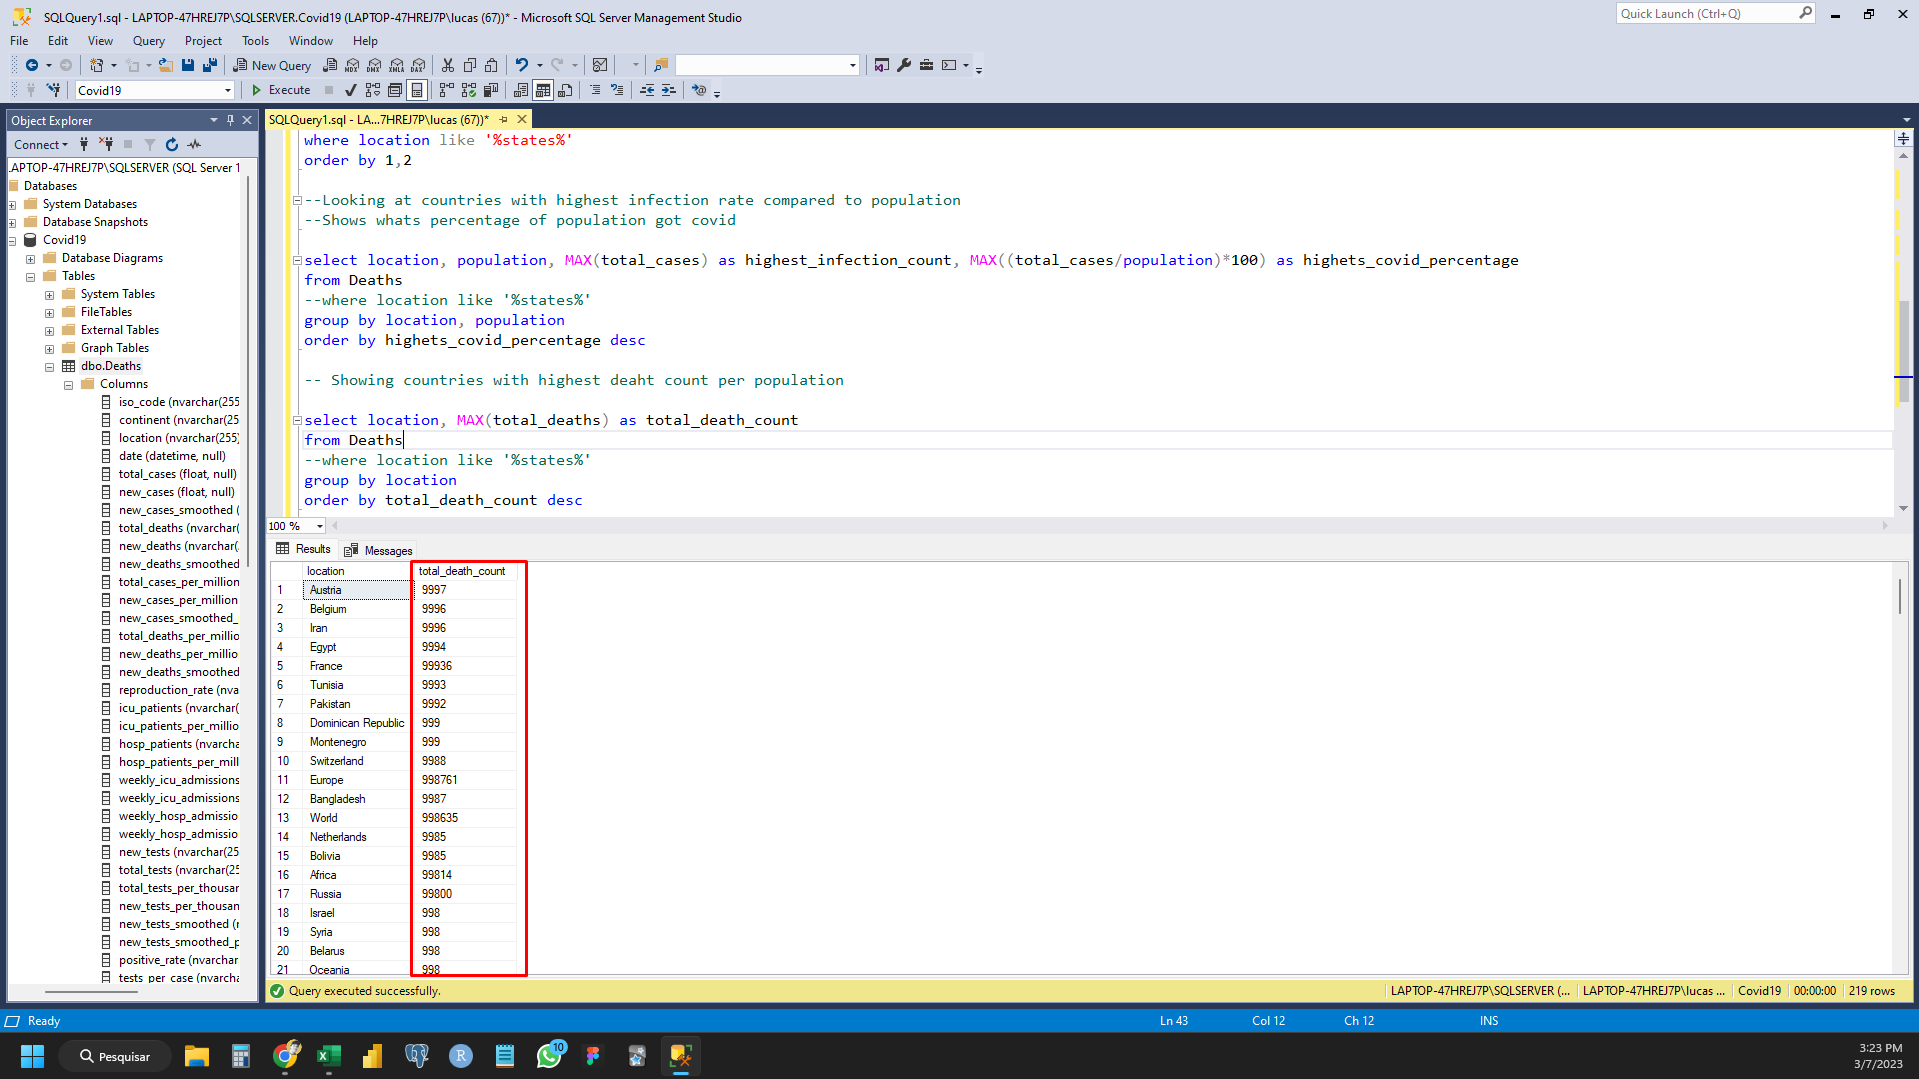 SQLQuery1.sql - LAPTOP-47HREJ7P\SQLSERVER.Covid19 (LAPTOP-47HREJ7P\lucas (67))* - Microsoft SQL Server Management Studio
Quick Launch (Ctrl+Q)
File Edit View Query Project Tools Window Help
New Query
MDX DMX XMLA DAX
Covid19
Execute
Object Explorer
SQLQuery1.sql - LA...7HREJ7P\lucas (67))*
Connect
LAPTOP-47HREJ7P\SQLSERVER (SQL Server 1
Databases
System Databases
Database Snapshots
Covid19
Database Diagrams
Tables
System Tables
FileTables
External Tables
Graph Tables
dbo.Deaths
Columns
iso_code (nvarchar(255
continent (nvarchar(25
location (nvarchar(255)
date (datetime, null)
total_cases (float, null)
new_cases (float, null)
new_cases_smoothed (
total_deaths (nvarchar(
new_deaths (nvarchar(
new_deaths_smoothed
total_cases_per_million
new_cases_per_million
new_cases_smoothed_
total_deaths_per_millio
new_deaths_per_millio
new_deaths_smoothed
reproduction_rate (nva
icu_patients (nvarchar(
icu_patients_per_millio
hosp_patients (nvarcha
hosp_patients_per_mill
weekly_icu_admissions
weekly_icu_admissions
weekly_hosp_admissio
weekly_hosp_admissio
new_tests (nvarchar(25
total_tests (nvarchar(25
total_tests_per_thousar
new_tests_per_thousan
new_tests_smoothed (r
new_tests_smoothed_p
positive_rate (nvarchar
tests_per_case (nvarcha
where location like '%states%'
order by 1,2
--Looking at countries with highest infection rate compared to population
--Shows whats percentage of population got covid
select location, population, MAX(total_cases) as highest_infection_count, MAX((total_cases/population)*100) as highets_covid_percentage
from Deaths
--where location like '%states%'
group by location, population
order by highets_covid_percentage desc
-- Showing countries with highest deaht count per population
select location, MAX(total_deaths) as total_death_count
from Deaths
--where location like '%states%'
group by location
order by total_death_count desc
100 %
Results Messages
location total_death_count
1 Austria 9997
2 Belgium 9996
3 Iran 9996
4 Egypt 9994
5 France 99936
6 Tunisia 9993
7 Pakistan 9992
8 Dominican Republic 999
9 Montenegro 999
10 Switzerland 9988
11 Europe 998761
12 Bangladesh 9987
13 World 998635
14 Netherlands 9985
15 Bolivia 9985
16 Africa 99814
17 Russia 99800
18 Israel 998
19 Syria 998
20 Belarus 998
21 Oceania 998
Query executed successfully.
LAPTOP-47HREJ7P\SQLSERVER (... LAPTOP-47HREJ7P\lucas ... Covid19 00:00:00 219 rows
Ready
Ln 43 Col 12 Ch 12 INS
Pesquisar
R
10
3:23 PM
3/7/2023